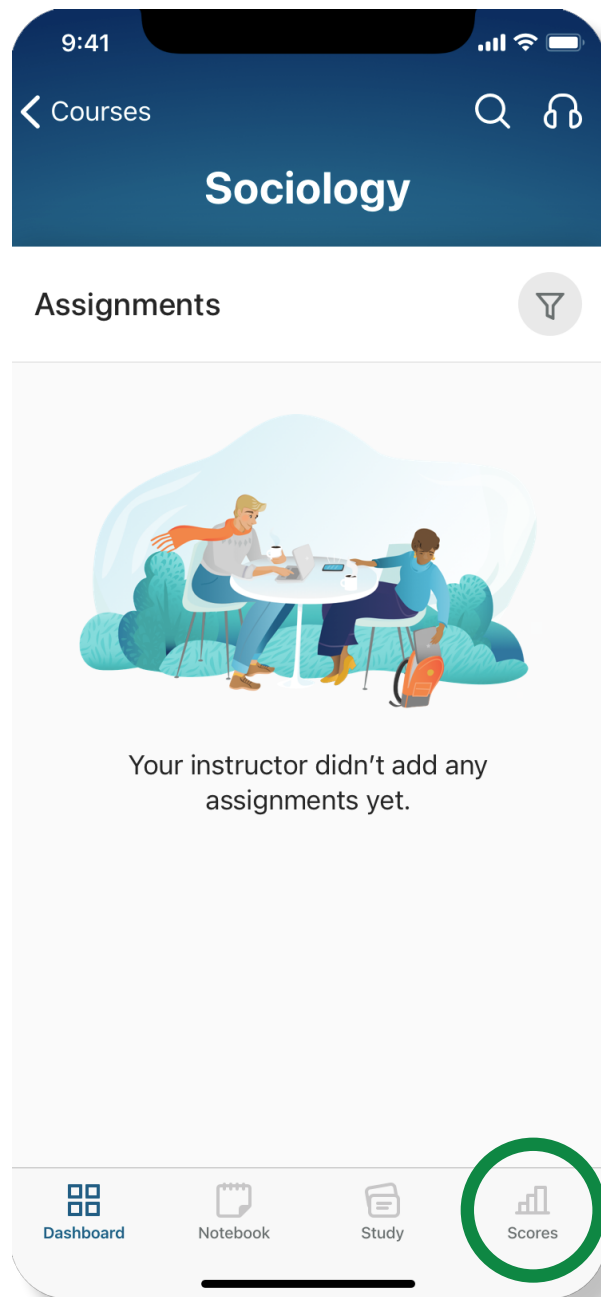 9:41
Courses
Sociology
Assignments
Your instructor didn’t add any
assignments yet.
Dashboard
Notebook
Study
Scores